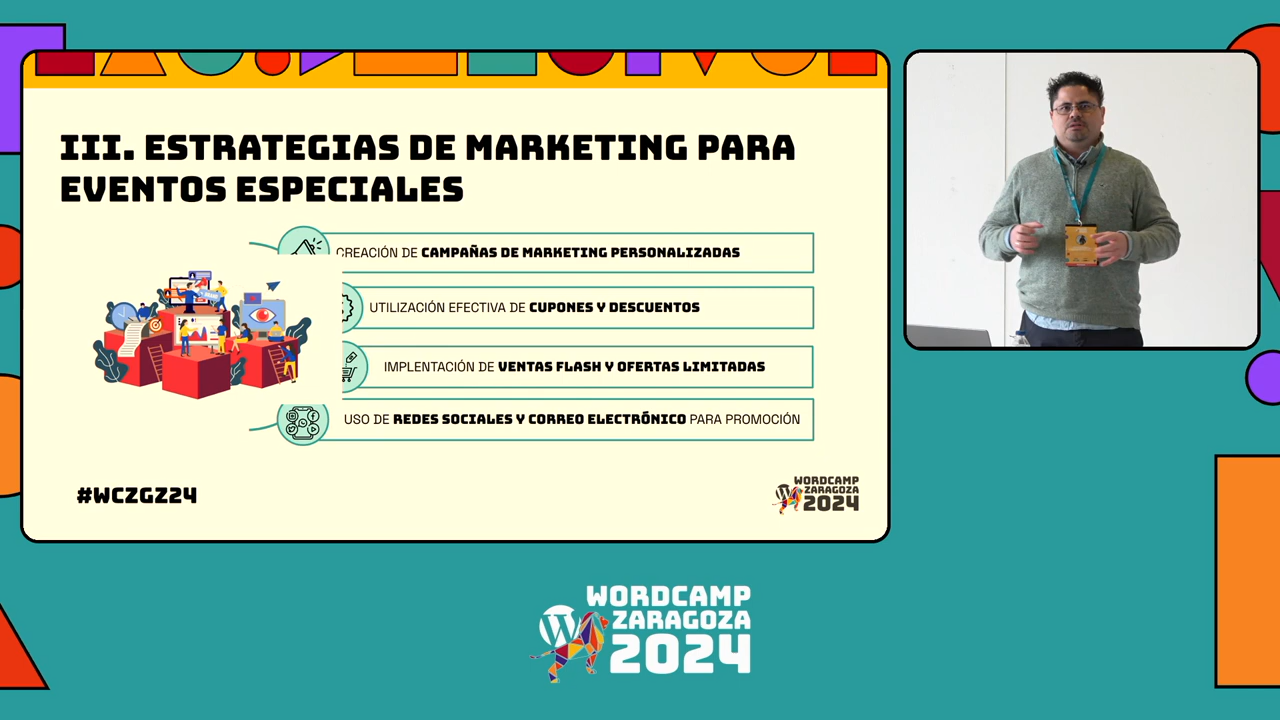 III. ESTRATEGIAS DE MARKETING PARA
EVENTOS ESPECIALES
CREACIÓN DE CAMPAÑAS DE MARKETING PERSONALIZADAS
UTILIZACIÓN EFECTIVA DE CUPONES Y DESCUENTOS
IMPLENTACIÓN DE VENTAS FLASH Y OFERTAS LIMITADAS
USO DE REDES SOCIALES Y CORREO ELECTRÓNICO PARA PROMOCIÓN
#WCZGZ24
WORDCAMP
ZARAGOZA
2024
WORDCAMP
ZARAGOZA
2024